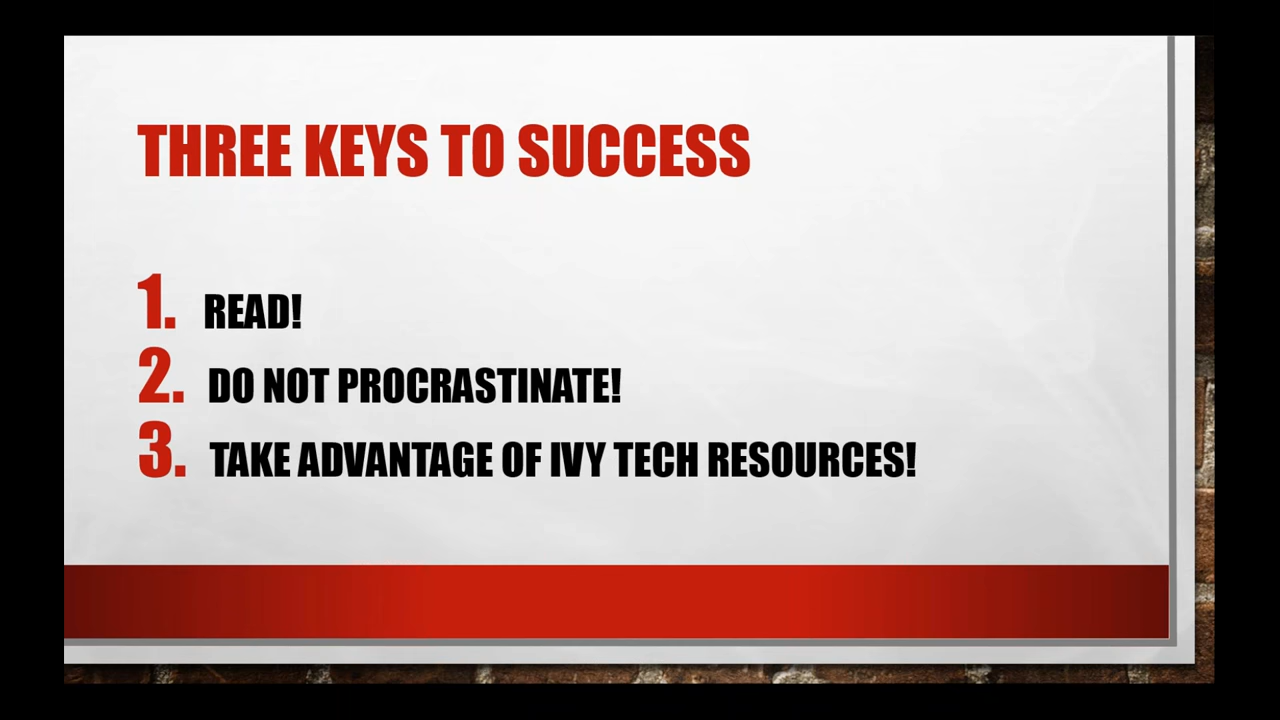 THREE KEYS TO SUCCESS
1. READ!
2. DO NOT PROCRASTINATE!
3. TAKE ADVANTAGE OF IVY TECH RESOURCES!